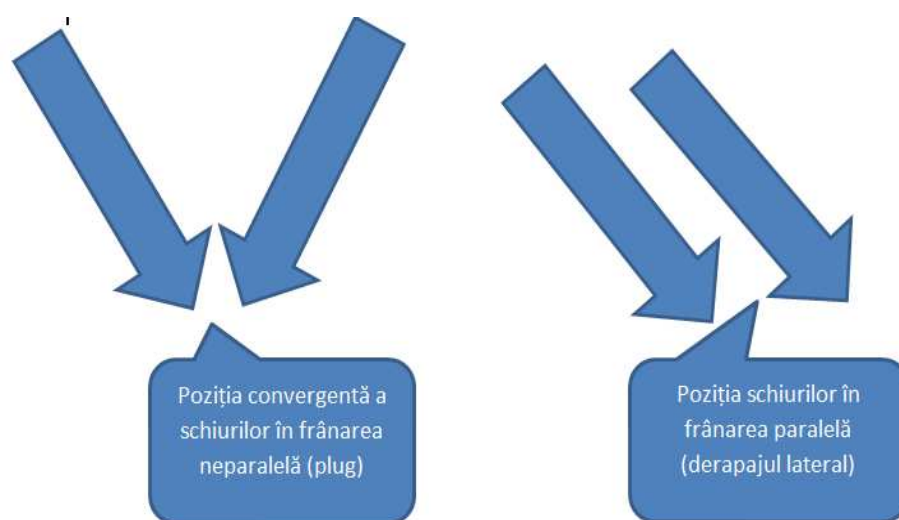 Poziția convergentă a
schiurilor în frânarea
neparalelă (plug)
Poziția schiurilor în
frânarea paralelă
(derapajul lateral)